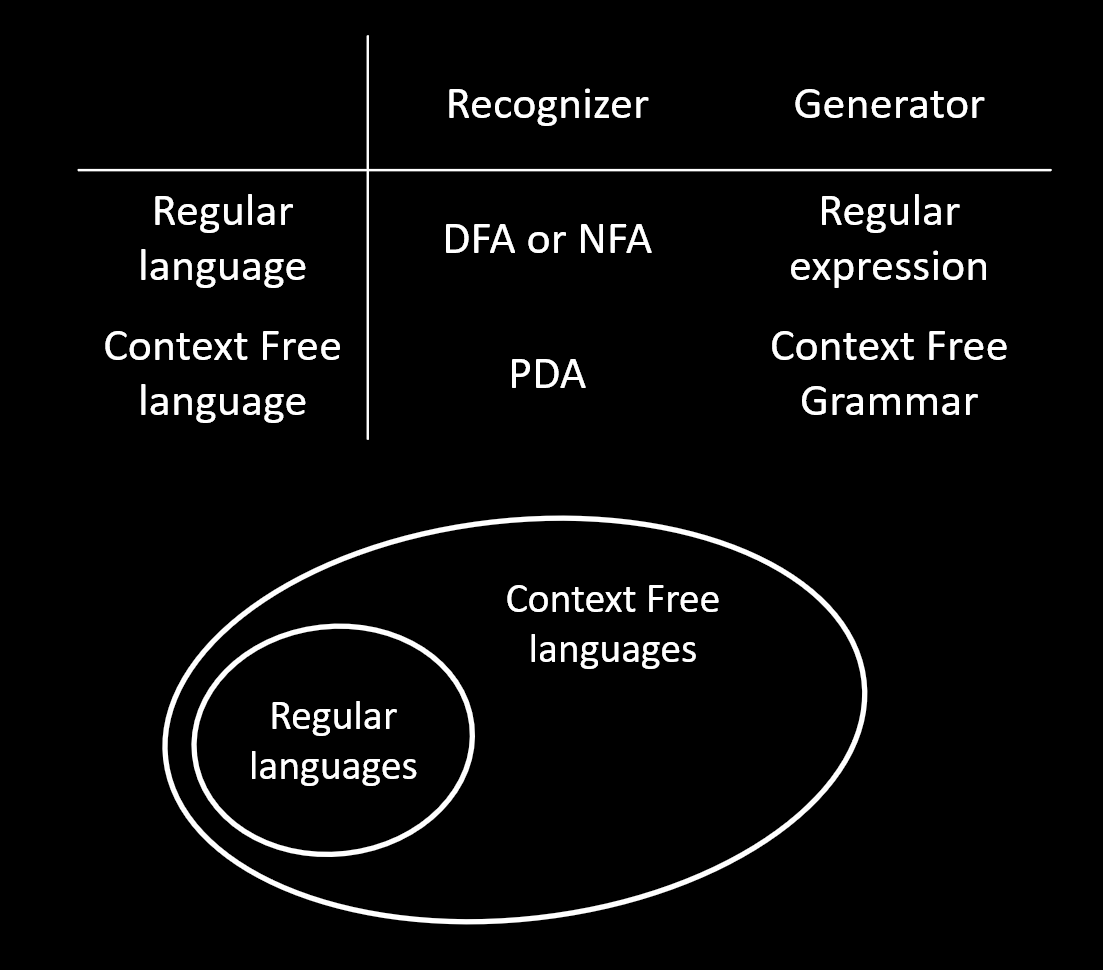 Recognizer Generator
Regular
language
DFA or NFA
Regular
expression
Context Free
language
PDA
Context Free
Grammar
Context Free
languages
Regular
languages